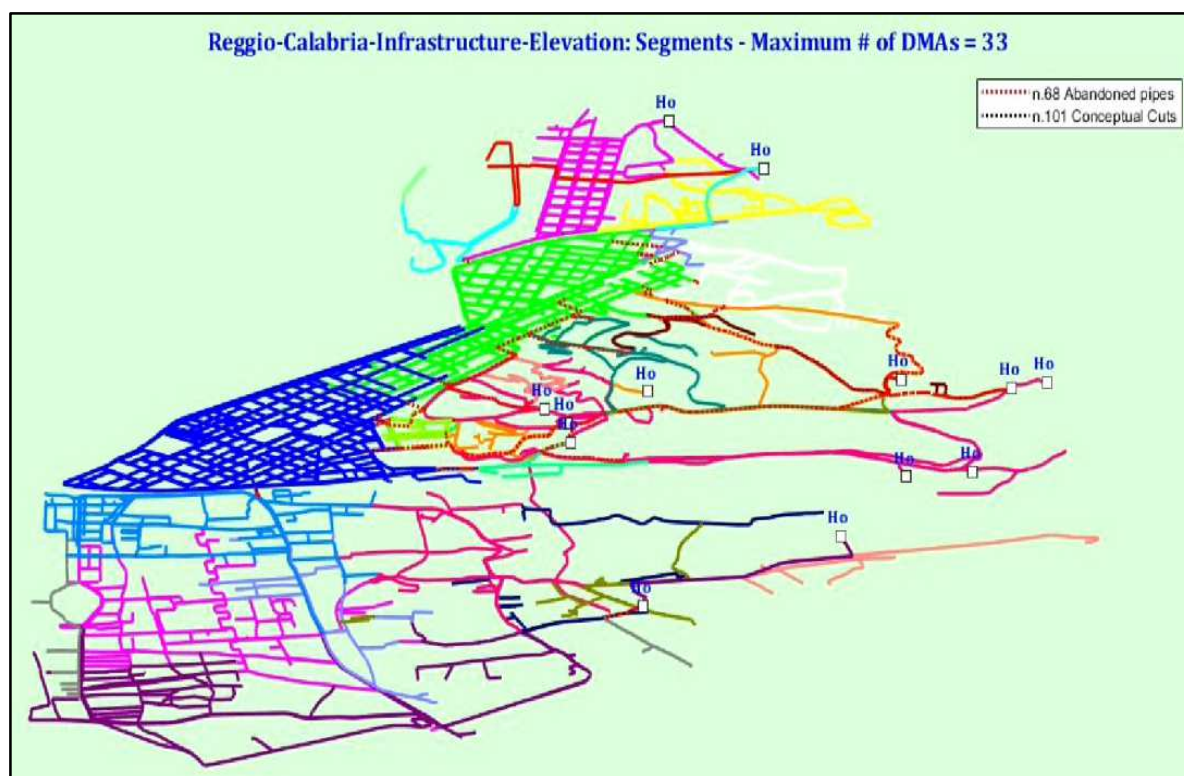 Reggio-Calabria-Infrastructure-Elevation: Segments - Maximum # of DMAs = 33
n.68 Abandoned pipes
n.101 Conceptual Cuts
Ho
Ho
Ho
Ho
Ho
Ho
Ho
Ho
Ho
Ho
Ho
Ho
Ho